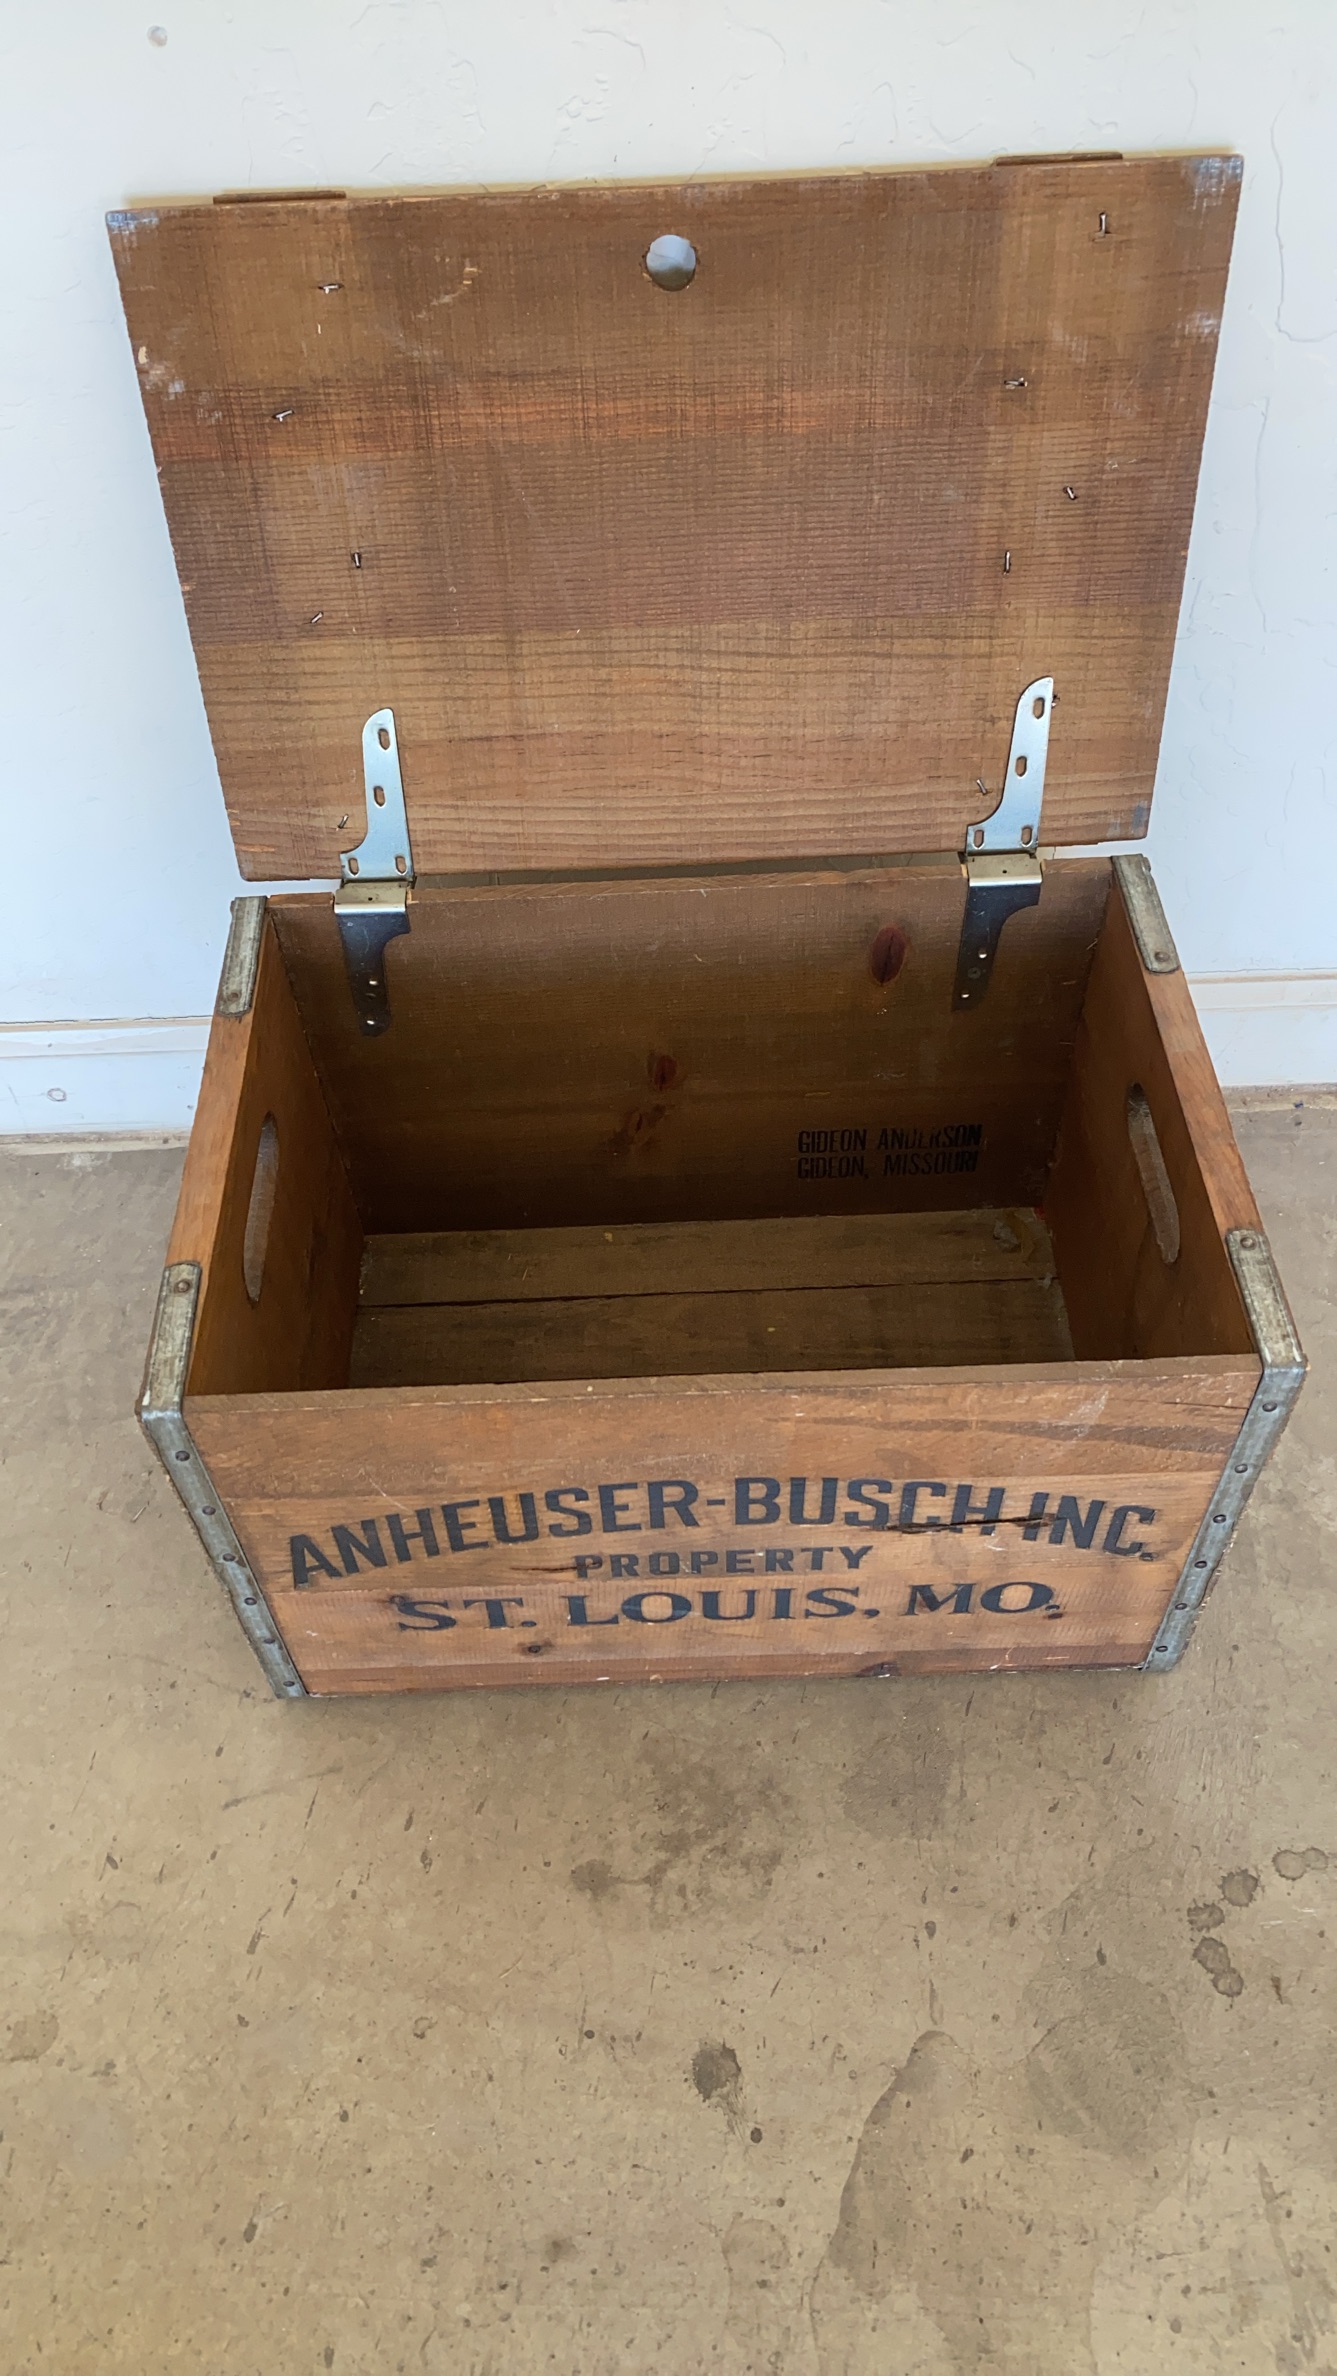 GIDEON ANDERSON
GIDEON, MISSOURI
ANHEUSER-BUSCH INC.
PROPERTY
ST. LOUIS, MO.